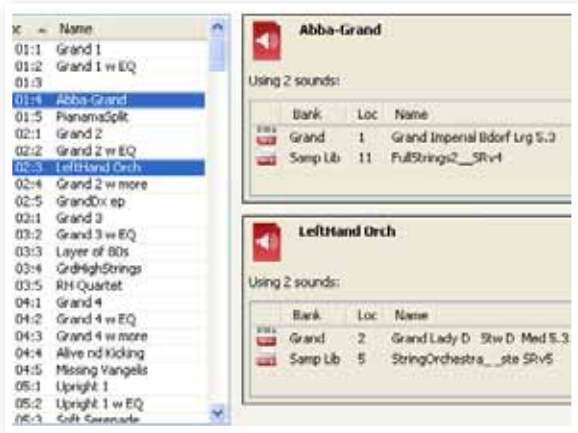 oc Name
01:1 Grand 1
01:2 Grand 1 w EQ
01:3
01:4 Abba-Grand
01:5 PianamaSplit
02:1 Grand 2
02:2 Grand 2 w EQ
02:3 LeftHand Orch
02:4 Grand 2 w more
02:5 GrandDx ep
03:1 Grand 3
03:2 Grand 3 w EQ
03:3 Layer of 80s
03:4 GrdHighStrings
03:5 RH Quartet
04:1 Grand 4
04:2 Grand 4 w EQ
04:3 Grand 4 w more
04:4 Alive nd Kicking
04:5 Missing Vangelis
05:1 Upright 1
05:2 Upright 1 w EQ
05:3 Soft Serenade
Abba-Grand
Using 2 sounds:
Bank Loc Name
Grand 1 Grand Imperial Bdorf Lrg 5.3
Samp Lib 11 FullStrings2__SRv4
LeftHand Orch
Using 2 sounds:
Bank Loc Name
Grand 2 Grand Lady D Stw D Med 5.3
Samp Lib 5 StringOrchestra_ _ste SRv5